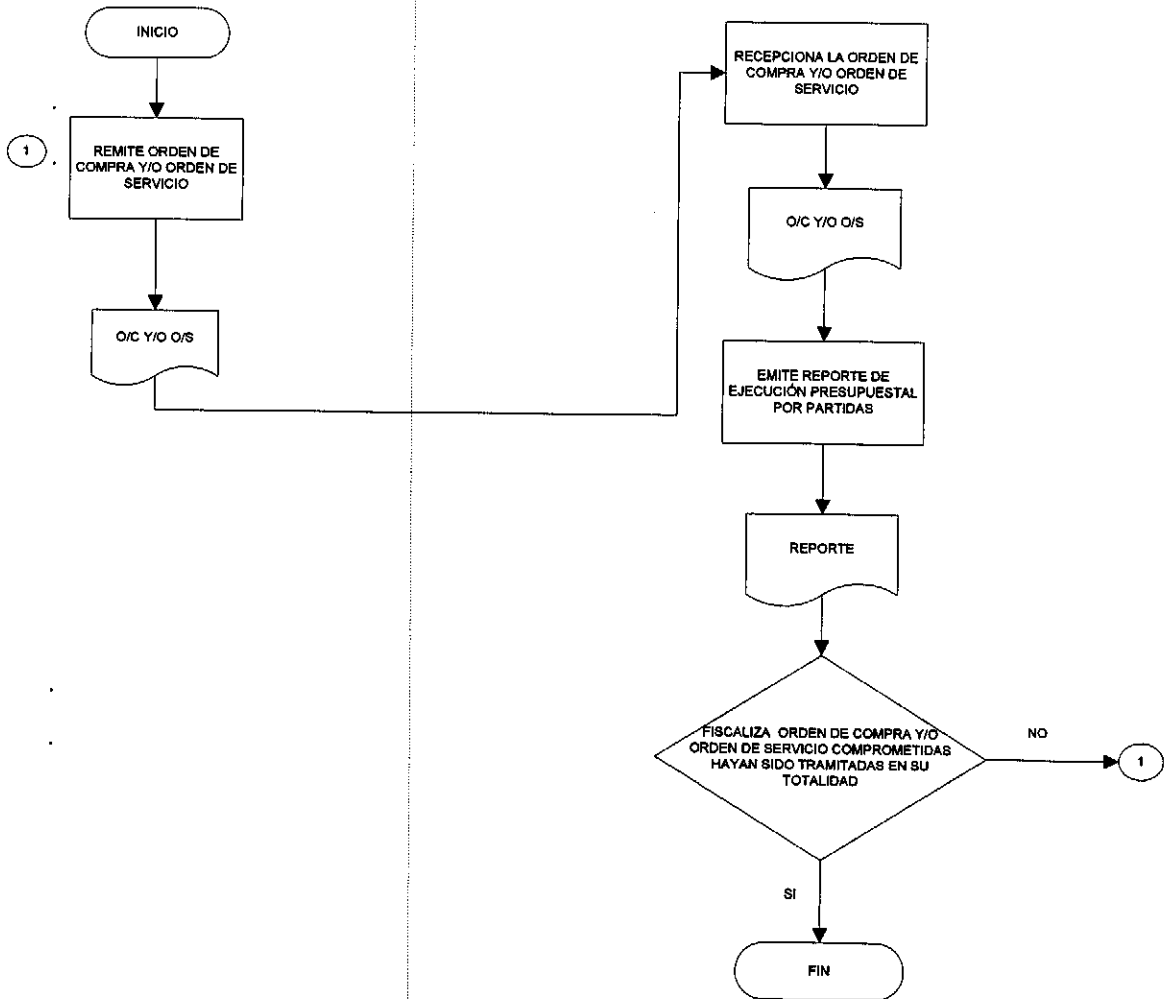 INICIO
1
REMITE ORDEN DE
COMPRA Y/O ORDEN DE
SERVICIO
O/C Y/O O/S
RECEPCIONA LA ORDEN DE
COMPRA Y/O ORDEN DE
SERVICIO
O/C Y/O O/S
EMITE REPORTE DE
EJECUCIÓN PRESUPUESTAL
POR PARTIDAS
REPORTE
FISCALIZA ORDEN DE COMPRA Y/O
ORDEN DE SERVICIO COMPROMETIDAS
HAYAN SIDO TRAMITADAS EN SU
TOTALIDAD
NO
1
SI
FIN